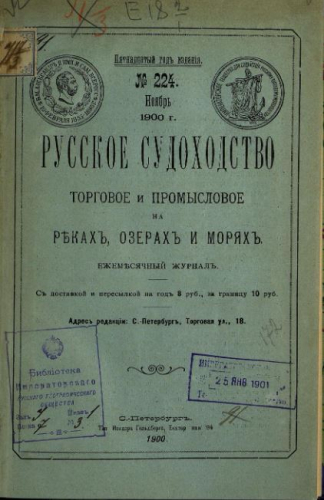 Е18
Пятнадцатый годъ изданія.
№ 224.
Ноябрь
1900 г.
РУССКОЕ СУДОХОДСТВО
ТОРГОВОЕ и ПРОМЫСЛОВОЕ
НА
РѢКАХЪ, ОЗЕРАХЪ И МОРЯХЪ.
ЕЖЕМѢСЯЧНЫЙ ЖУРНАЛЪ.
Съ доставкой и пересылкой на годъ 8 руб., за границу 10 руб.
Адресъ редакціи: С.-Петербургъ, Торговая ул., 18.
Библіотека
Императорскаго
25 ЯНВ 1901
С.-Петербургъ.
1900.